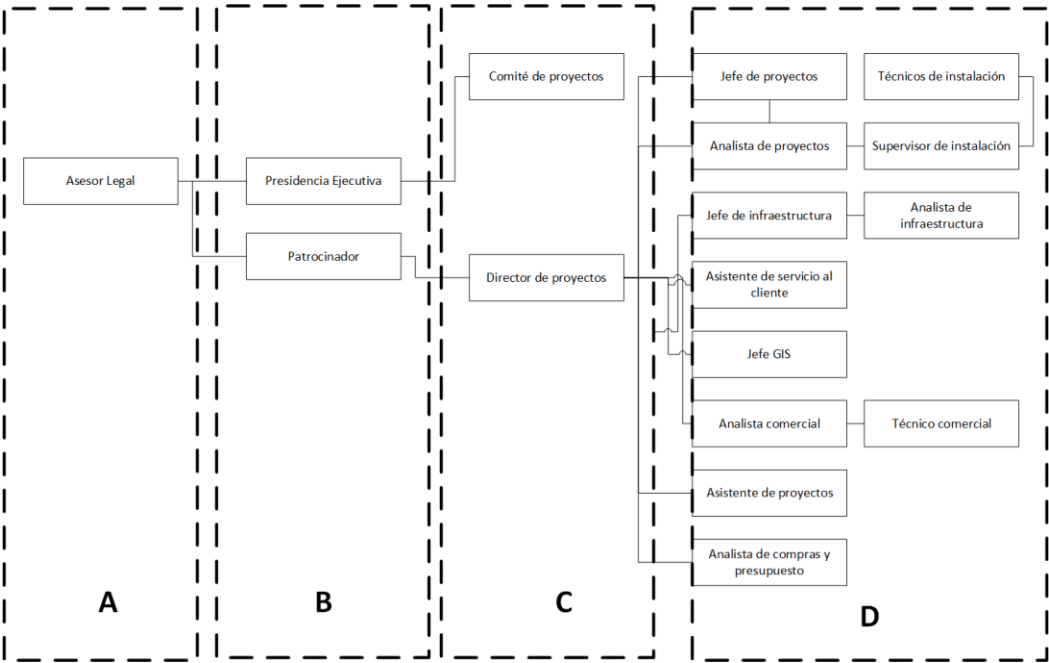 Asesor Legal
A
Presidencia Ejecutiva
Patrocinador
B
Comité de proyectos
Director de proyectos
C
Jefe de proyectos
Técnicos de instalación
Analista de proyectos
Supervisor de instalación
Jefe de infraestructura
Analista de
infraestructura
Asistente de servicio al
cliente
Jefe GIS
Analista comercial
Técnico comercial
Asistente de proyectos
Analista de compras y
presupuesto
D